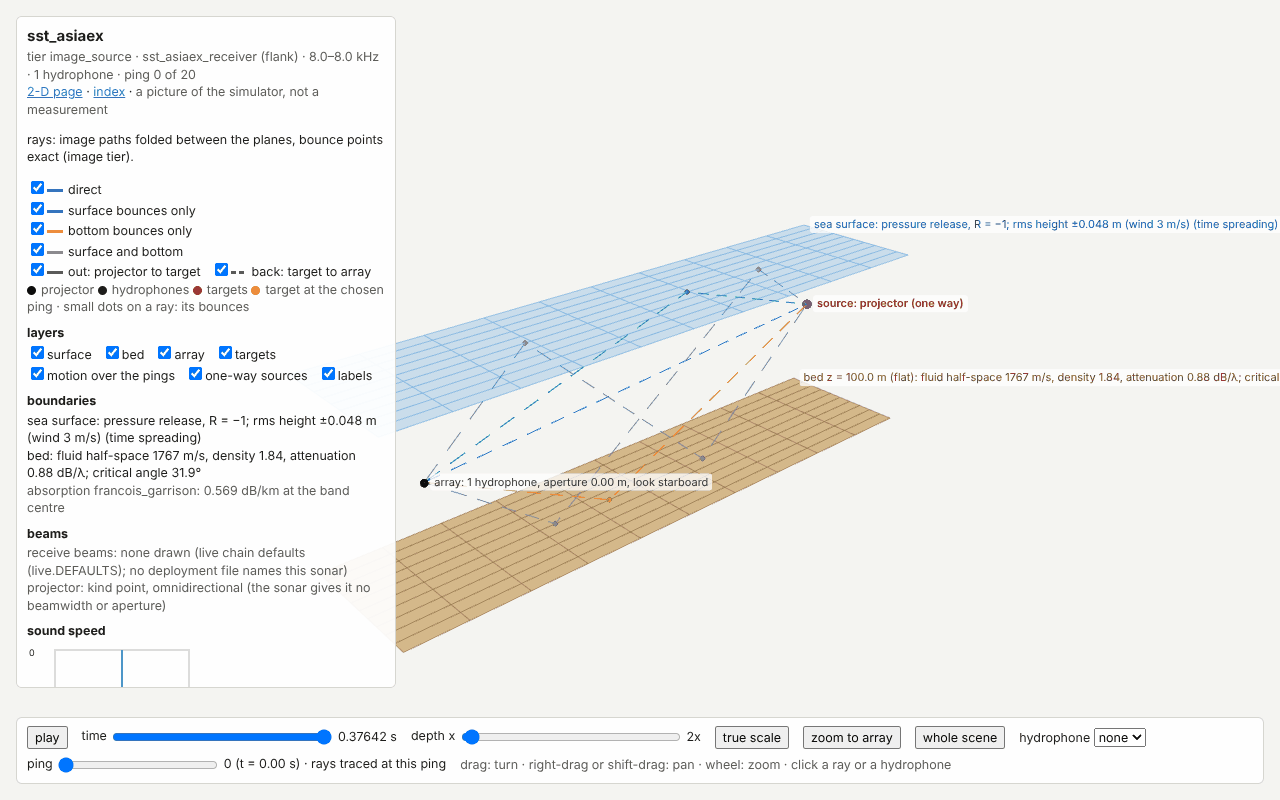 sst_asiaex
tier image_source · sst_asiaex_receiver (flank) · 8.0–8.0 kHz
· 1 hydrophone · ping 0 of 20
2-D page · index · a picture of the simulator, not a
measurement
rays: image paths folded between the planes, bounce points
exact (image tier).
direct
surface bounces only
bottom bounces only
surface and bottom
out: projector to target back: target to array
projector hydrophones targets target at the chosen
ping · small dots on a ray: its bounces
layers
surface bed array targets
motion over the pings one-way sources labels
boundaries
sea surface: pressure release, R = −1; rms height ±0.048 m
(wind 3 m/s) (time spreading)
bed: fluid half-space 1767 m/s, density 1.84, attenuation
0.88 dB/λ; critical angle 31.9°
absorption francois_garrison: 0.569 dB/km at the band
centre
beams
receive beams: none drawn (live chain defaults
(live.DEFAULTS); no deployment file names this sonar)
projector: kind point, omnidirectional (the sonar gives it no
beamwidth or aperture)
sound speed
0
sea surface: pressure release, R = −1; rms height ±0.048 m (wind 3 m/s) (time spreading)
source: projector (one way)
bed z = 100.0 m (flat): fluid half-space 1767 m/s, density 1.84, attenuation 0.88 dB/λ; critical
array: 1 hydrophone, aperture 0.00 m, look starboard
play time 0.37642 s depth x 2x true scale zoom to array whole scene hydrophone none
ping 0 (t = 0.00 s) · rays traced at this ping drag: turn · right-drag or shift-drag: pan · wheel: zoom · click a ray or a hydrophone